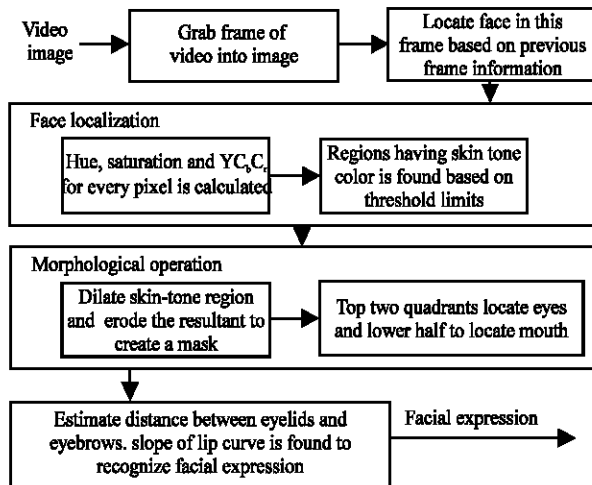 Video
image
Grab frame of
video into image
Locate face in this
frame based on previous
frame information
Face localization
Hue, saturation and YCbCr
for every pixel is calculated
Regions having skin tone
color is found based on
threshold limits
Morphological operation
Dilate skin-tone region
and erode the resultant to
create a mask
Top two quadrants locate eyes
and lower half to locate mouth
Estimate distance between eyelids and
eyebrows. slope of lip curve is found to
recognize facial expression
Facial expression